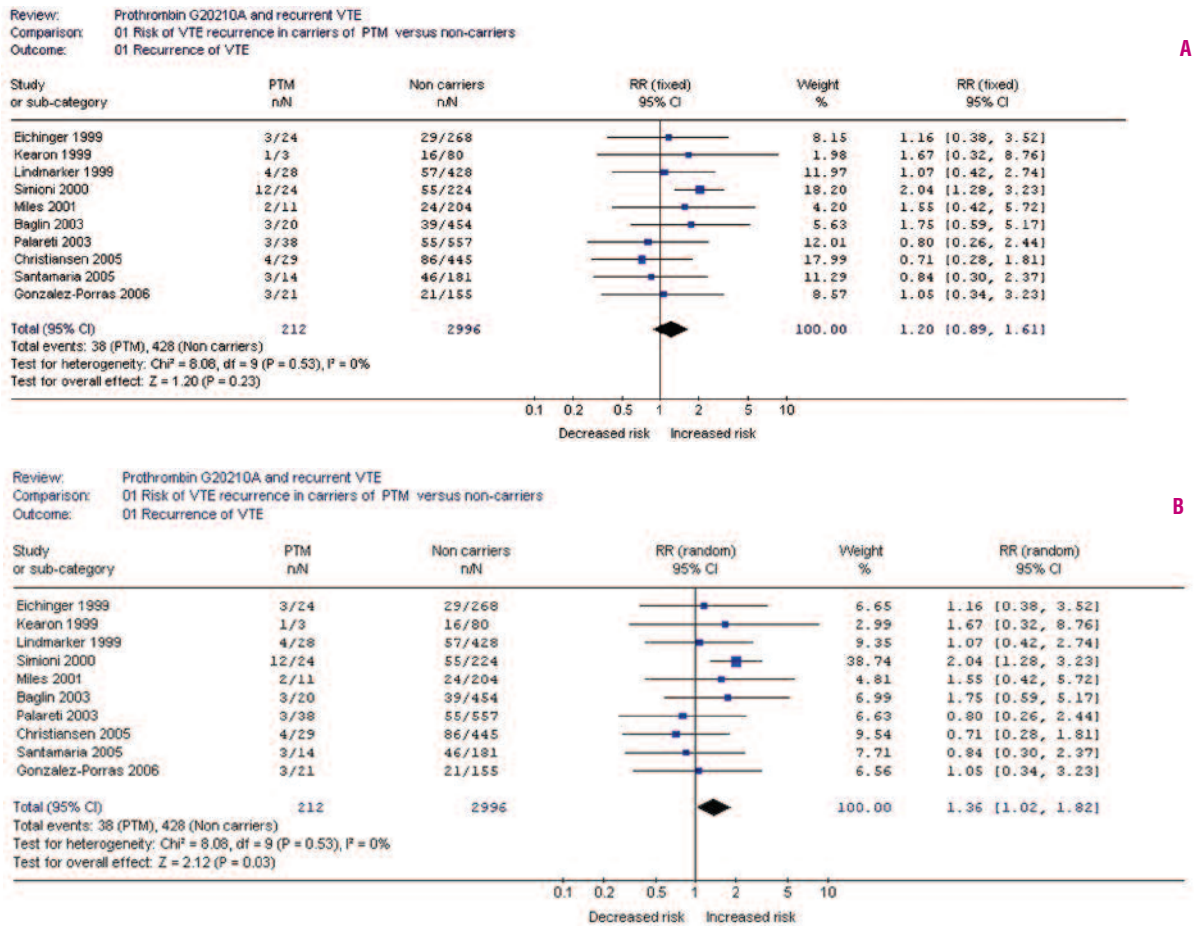 Review: Prothrombin G20210A and recurrent VTE
Comparison: 01 Risk of VTE recurrence in carriers of PTM versus non-carriers
Outcome: 01 Recurrence of VTE
A
Study PTM Non carriers RR (fixed) Weight RR (fixed)
or sub-category n/N n/N 95% CI % 95% CI
Eichinger 1999 3/24 29/268 8.15 1.16 [0.38, 3.52]
Kearon 1999 1/3 16/80 1.98 1.67 [0.32, 8.76]
Lindmarker 1999 4/28 57/428 11.97 1.07 [0.42, 2.74]
Simioni 2000 12/24 55/224 18.20 2.04 [1.28, 3.23]
Miles 2001 2/11 24/204 4.20 1.55 [0.42, 5.72]
Baglin 2003 3/20 39/454 5.63 1.75 [0.59, 5.17]
Palareti 2003 3/38 55/557 12.01 0.80 [0.26, 2.44]
Christiansen 2005 4/29 86/445 17.99 0.71 [0.28, 1.81]
Santamaria 2005 3/14 46/181 11.29 0.84 [0.30, 2.37]
Gonzalez-Porras 2006 3/21 21/155 8.57 1.05 [0.34, 3.23]
Total (95% CI) 212 2996 100.00 1.20 [0.89, 1.61]
Total events: 38 (PTM), 428 (Non carriers)
Test for heterogeneity: Chi² = 8.08, df = 9 (P = 0.53), I² = 0%
Test for overall effect: Z = 1.20 (P = 0.23)
0.1 0.2 0.5 1 2 5 10
Decreased risk Increased risk
Review: Prothrombin G20210A and recurrent VTE
Comparison: 01 Risk of VTE recurrence in carriers of PTM versus non-carriers
Outcome: 01 Recurrence of VTE
B
Study PTM Non carriers RR (random) Weight RR (random)
or sub-category n/N n/N 95% CI % 95% CI
Eichinger 1999 3/24 29/268 6.65 1.16 [0.38, 3.52]
Kearon 1999 1/3 16/80 2.99 1.67 [0.32, 8.76]
Lindmarker 1999 4/28 57/428 9.35 1.07 [0.42, 2.74]
Simioni 2000 12/24 55/224 38.74 2.04 [1.28, 3.23]
Miles 2001 2/11 24/204 4.81 1.55 [0.42, 5.72]
Baglin 2003 3/20 39/454 6.99 1.75 [0.59, 5.17]
Palareti 2003 3/38 55/557 6.63 0.80 [0.26, 2.44]
Christiansen 2005 4/29 86/445 9.54 0.71 [0.28, 1.81]
Santamaria 2005 3/14 46/181 7.71 0.84 [0.30, 2.37]
Gonzalez-Porras 2006 3/21 21/155 6.56 1.05 [0.34, 3.23]
Total (95% CI) 212 2996 100.00 1.36 [1.02, 1.82]
Total events: 38 (PTM), 428 (Non carriers)
Test for heterogeneity: Chi² = 8.08, df = 9 (P = 0.53), I² = 0%
Test for overall effect: Z = 2.12 (P = 0.03)
0.1 0.2 0.5 1 2 5 10
Decreased risk Increased risk